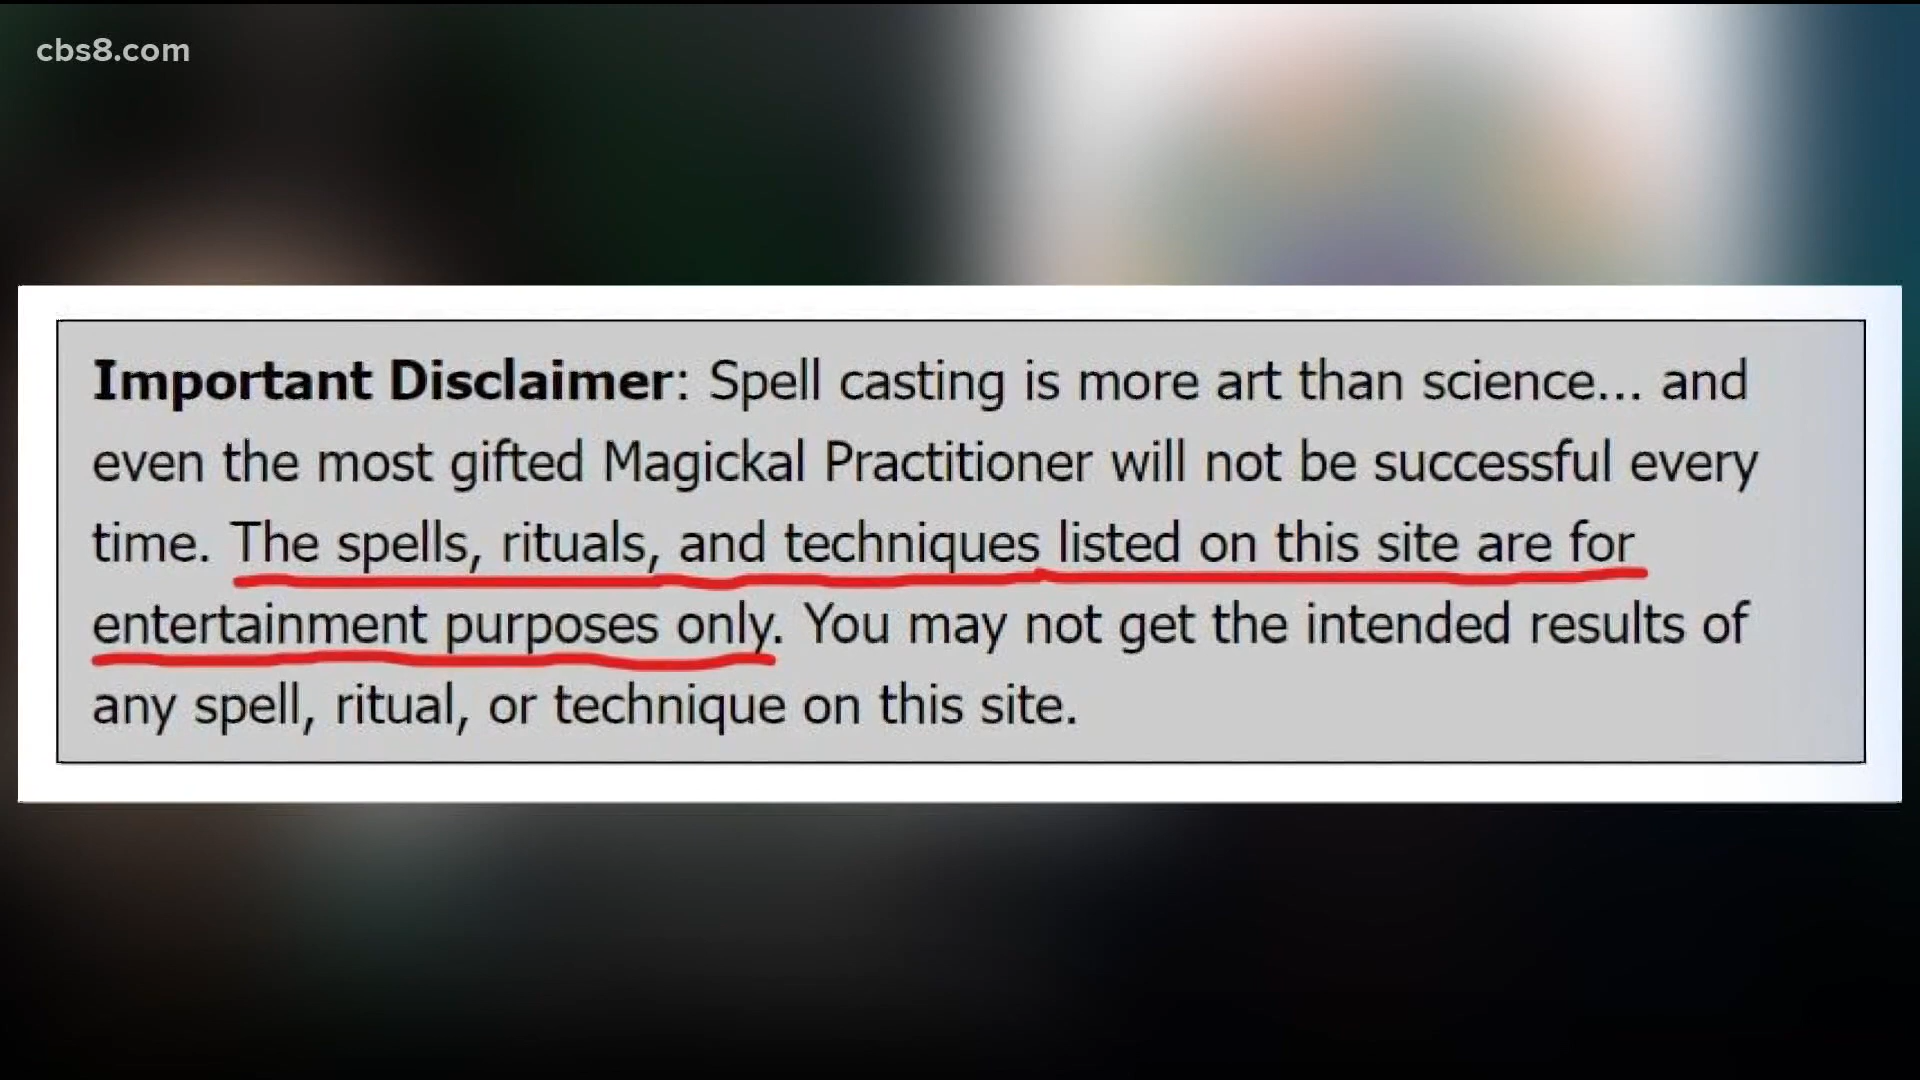 cbs8.com
Important Disclaimer: Spell casting is more art than science... and
even the most gifted Magickal Practitioner will not be successful every
time. The spells, rituals, and techniques listed on this site are for
entertainment purposes only. You may not get the intended results of
any spell, ritual, or technique on this site.